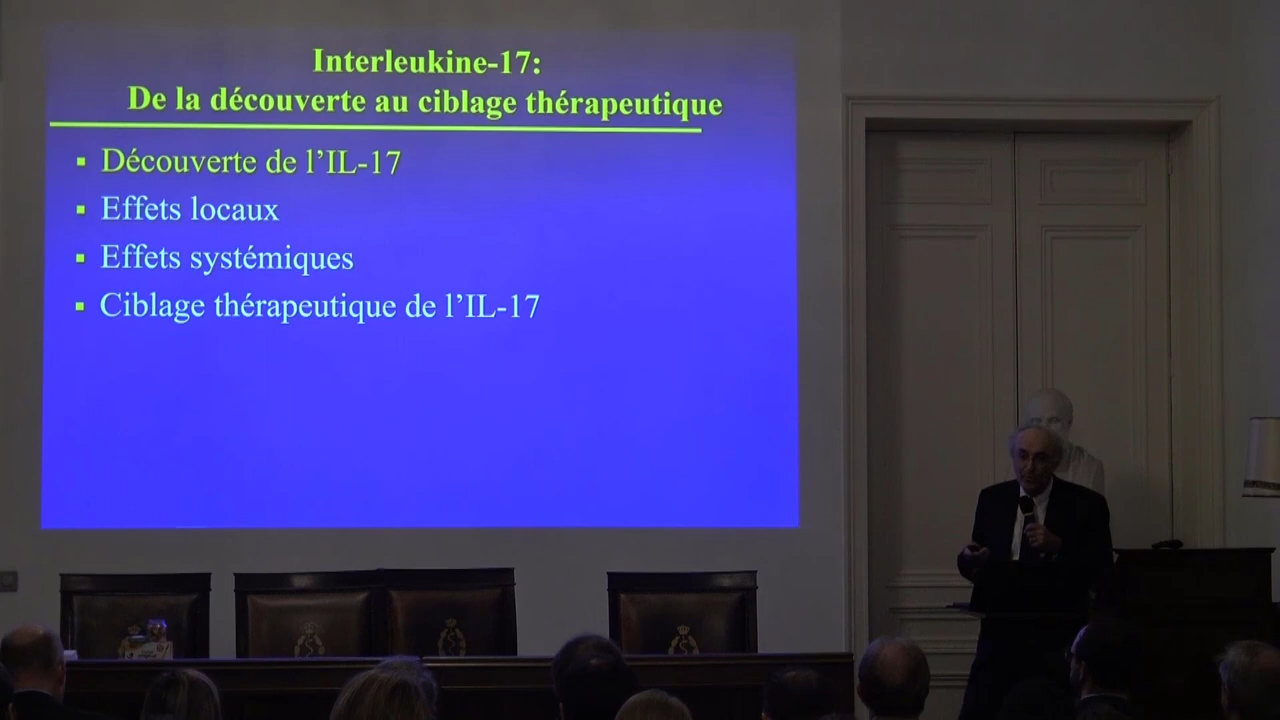 Interleukine-17:
De la découverte au ciblage thérapeutique
▪ Découverte de l’IL-17
▪ Effets locaux
▪ Effets systémiques
▪ Ciblage thérapeutique de l’IL-17